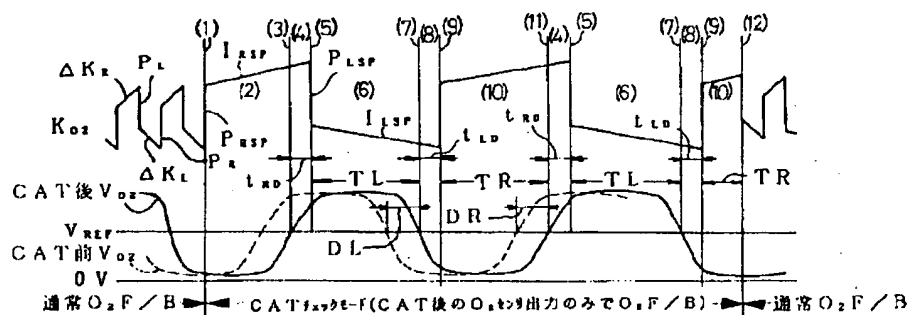 (1) (3) (4) (5) (7) (8) (9) (11) (4) (5) (7) (8) (9) (12)
I RSP
ΔKR PL (2) PLSP (6) (10) (6) (10)
KO2 PRSP ILSP tRD tLD
PR tLD
ΔKL tRD TL TR TL TR
CAT後VO2
VREF DL DR
CAT前VO2
0V
通常O2F/B CATチェックモード(CAT後のO2センサ出力のみでO2F/B) 通常O2F/B